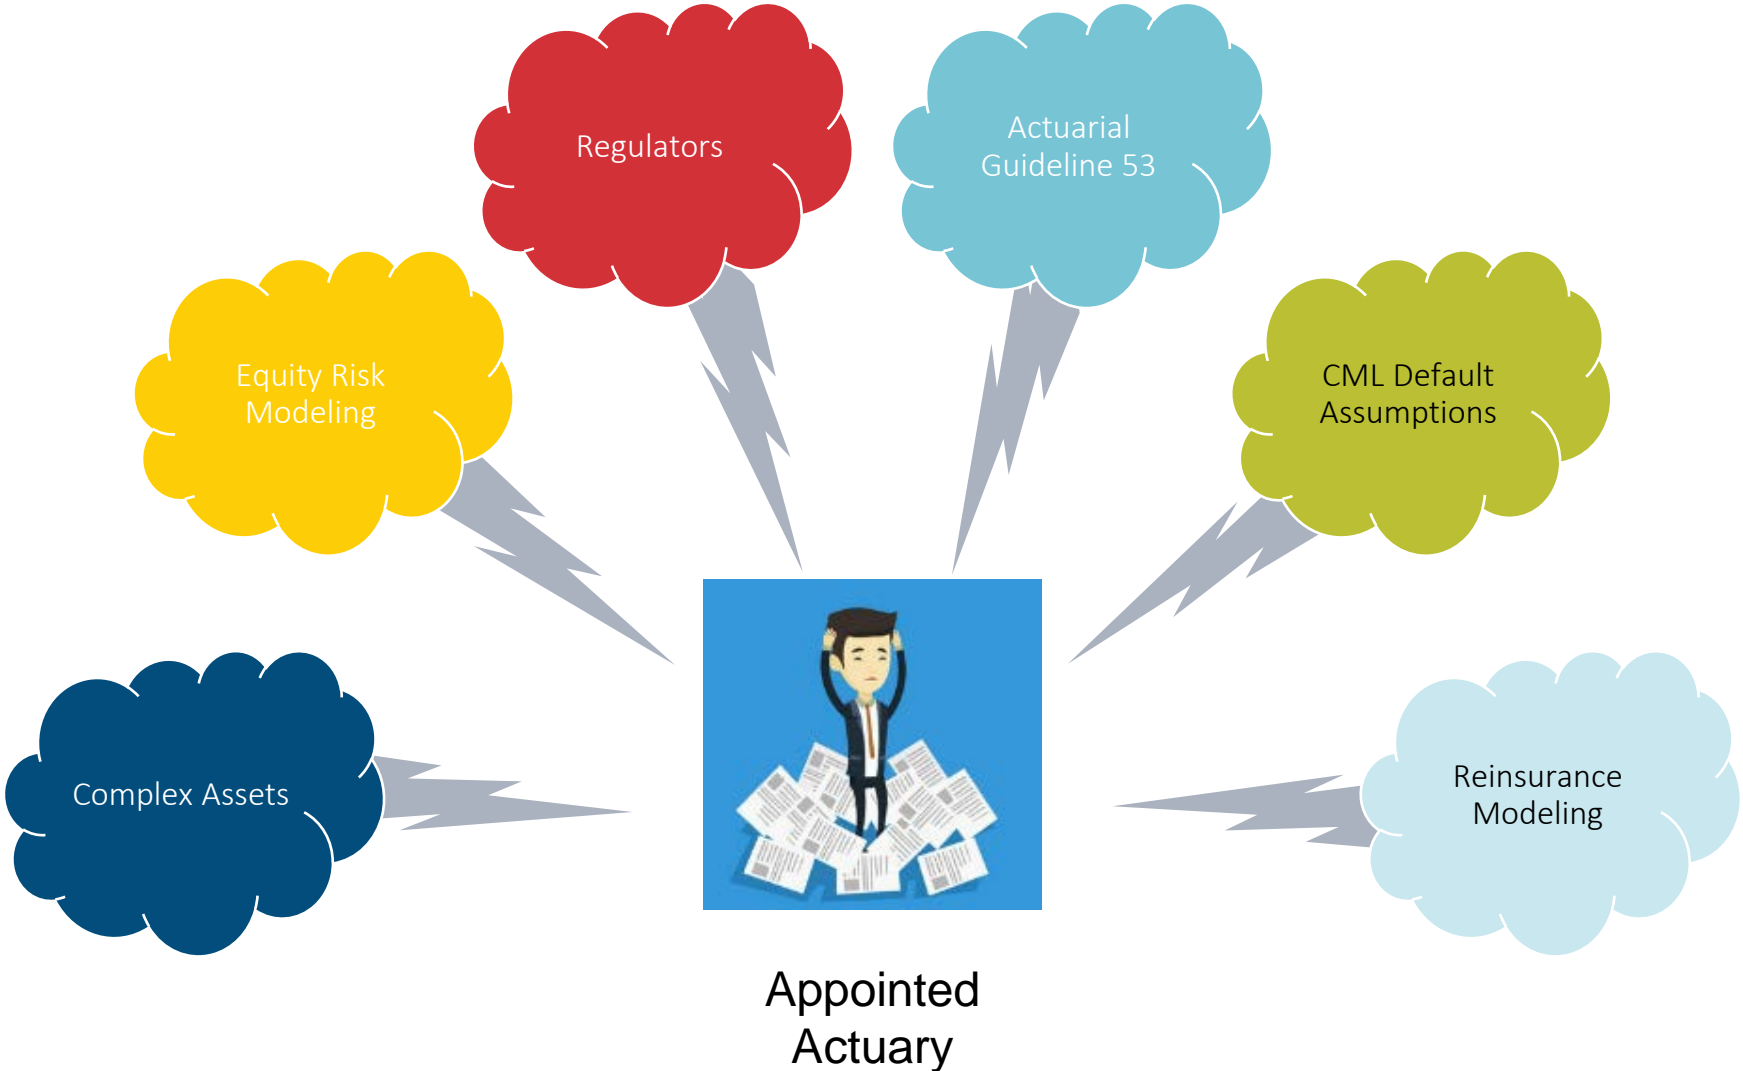 Regulators
Actuarial
Guideline 53
Equity Risk
Modeling
CML Default
Assumptions
Complex Assets
Reinsurance
Modeling
Appointed
Actuary